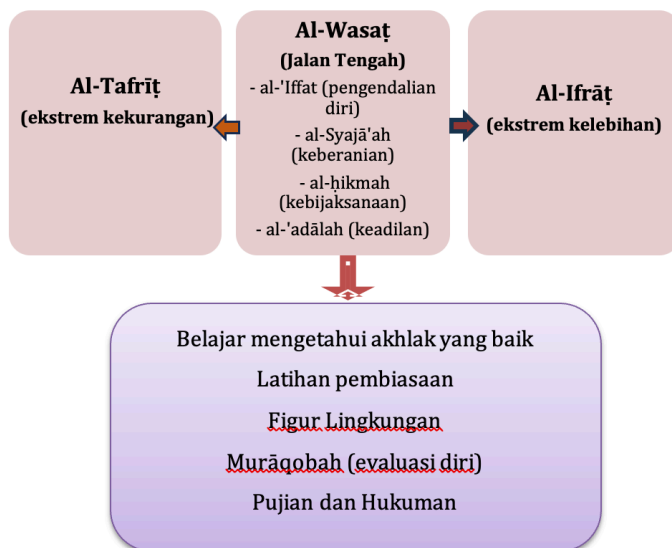 Al-Tafrīṭ
(ekstrem kekurangan)
Al-Wasaṭ
(Jalan Tengah)
- al-'Iffat (pengendalian
diri)
- al-Syajā'ah
(keberanian)
- al-ḥikmah
(kebijaksanaan)
- al-'adālah (keadilan)
Al-Ifrāṭ
(ekstrem kelebihan)
Belajar mengetahui akhlak yang baik
Latihan pembiasaan
Figur Lingkungan
Murāqobah (evaluasi diri)
Pujian dan Hukuman